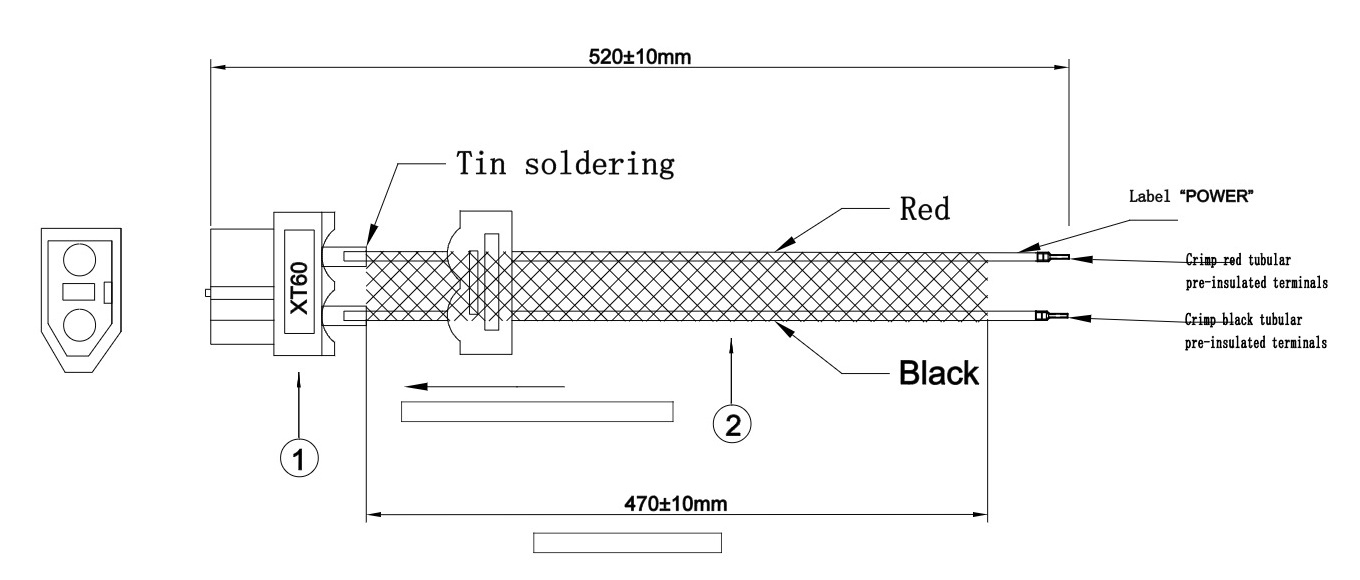 520±10mm
Tin soldering
Red
Label “POWER”
XT60
Crimp red tubular
pre-insulated terminals
Crimp black tubular
pre-insulated terminals
Black
2
1
470±10mm